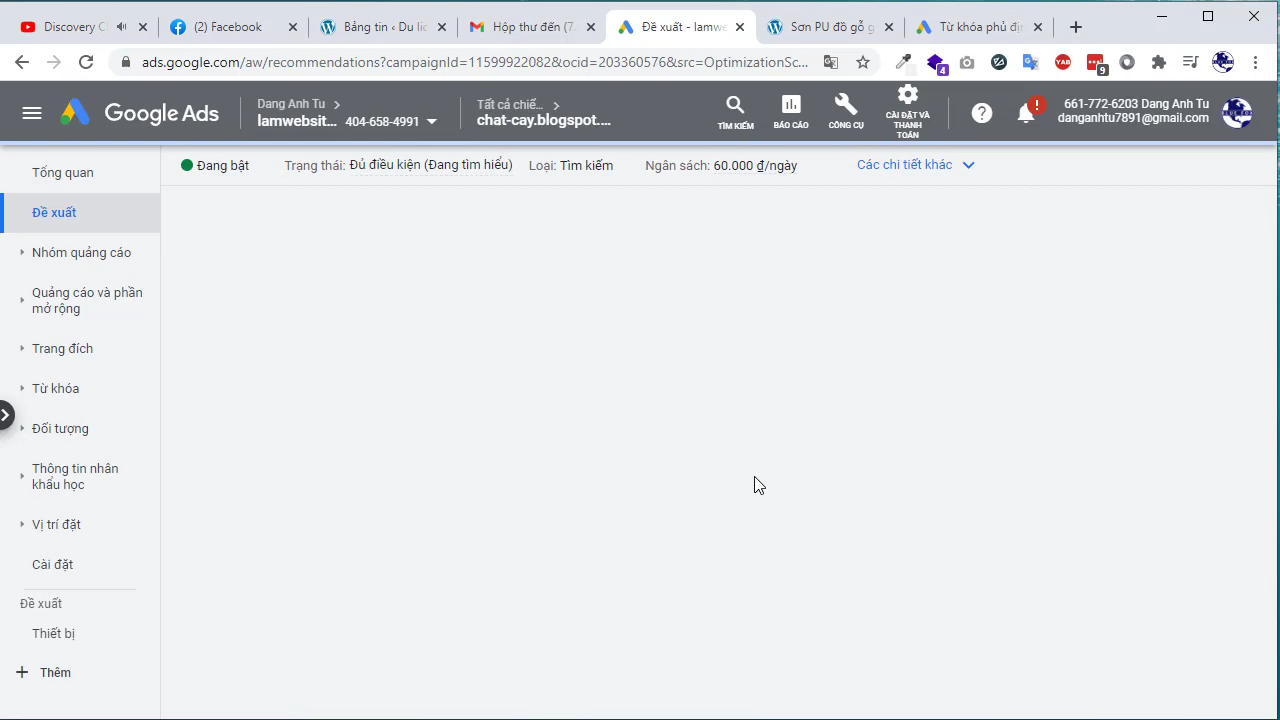 Discovery C
(2) Facebook
Bảng tin ‹ Du lịc
Hộp thư đến (7.
Đề xuất - lamwe
Sơn PU đồ gỗ g
Từ khóa phủ địn
ads.google.com/aw/recommendations?campaignId=11599922082&ocid=203360576&src=OptimizationSc...
4
YAB
9
Google Ads
Dang Anh Tu
lamwebsit... 404-658-4991
Tất cả chiế...
chat-cay.blogspot....
TÌM KIẾM
BÁO CÁO
CÔNG CỤ
CÀI ĐẶT VÀ THANH TOÁN
!
661-772-6203 Dang Anh Tu
danganhtu7891@gmail.com
Đang bật
Trạng thái: Đủ điều kiện (Đang tìm hiểu)
Loại: Tìm kiếm
Ngân sách: 60.000 ₫/ngày
Các chi tiết khác
Tổng quan
Đề xuất
Nhóm quảng cáo
Quảng cáo và phần
mở rộng
Trang đích
Từ khóa
Đối tượng
Thông tin nhân
khẩu học
Vị trí đặt
Cài đặt
Đề xuất
Thiết bị
Thêm